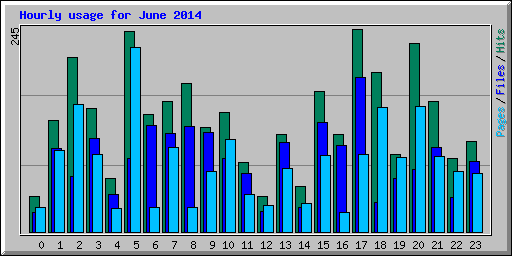 Hourly usage for June 2014
245
Pages / Files / Hits
0 1 2 3 4 5 6 7 8 9 10 11 12 13 14 15 16 17 18 19 20 21 22 23